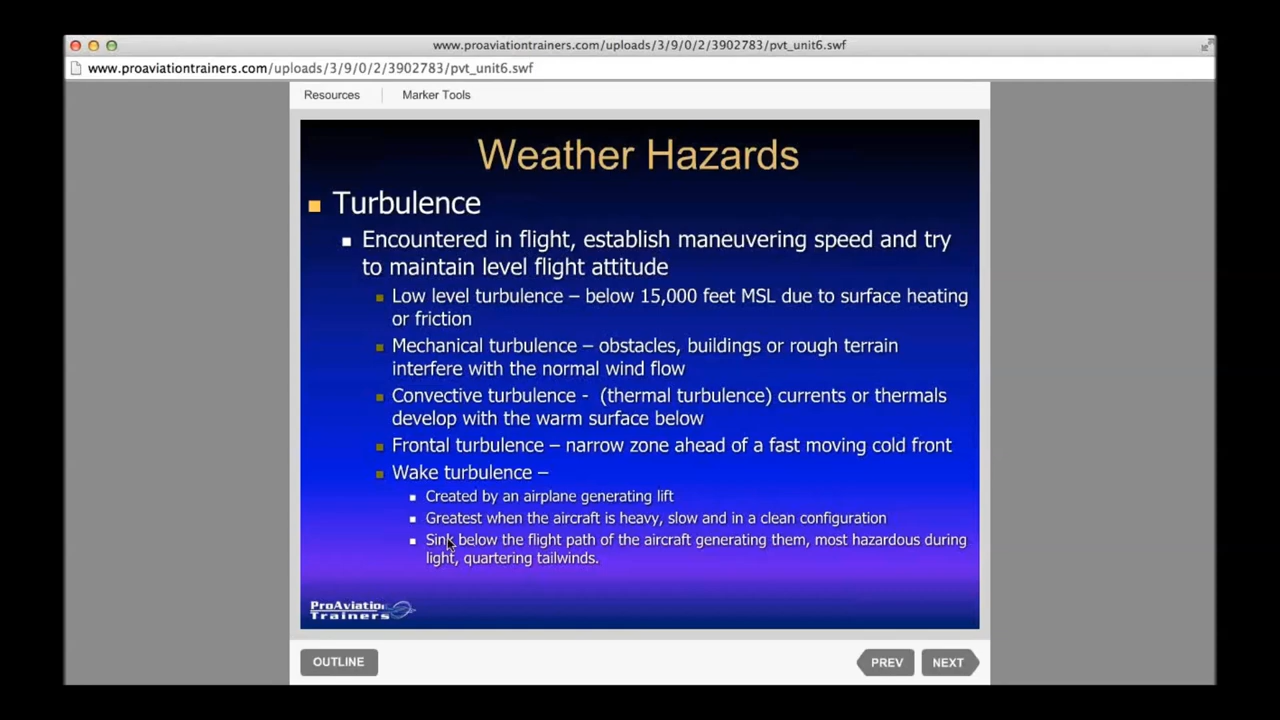 www.proaviationtrainers.com/uploads/3/9/0/2/3902783/pvt_unit6.swf
www.proaviationtrainers.com/uploads/3/9/0/2/3902783/pvt_unit6.swf
Resources | Marker Tools
Weather Hazards
Turbulence
Encountered in flight, establish maneuvering speed and try
to maintain level flight attitude
Low level turbulence – below 15,000 feet MSL due to surface heating
or friction
Mechanical turbulence – obstacles, buildings or rough terrain
interfere with the normal wind flow
Convective turbulence - (thermal turbulence) currents or thermals
develop with the warm surface below
Frontal turbulence – narrow zone ahead of a fast moving cold front
Wake turbulence –
Created by an airplane generating lift
Greatest when the aircraft is heavy, slow and in a clean configuration
Sink below the flight path of the aircraft generating them, most hazardous during
light, quartering tailwinds.
ProAviation
Trainers
OUTLINE PREV NEXT